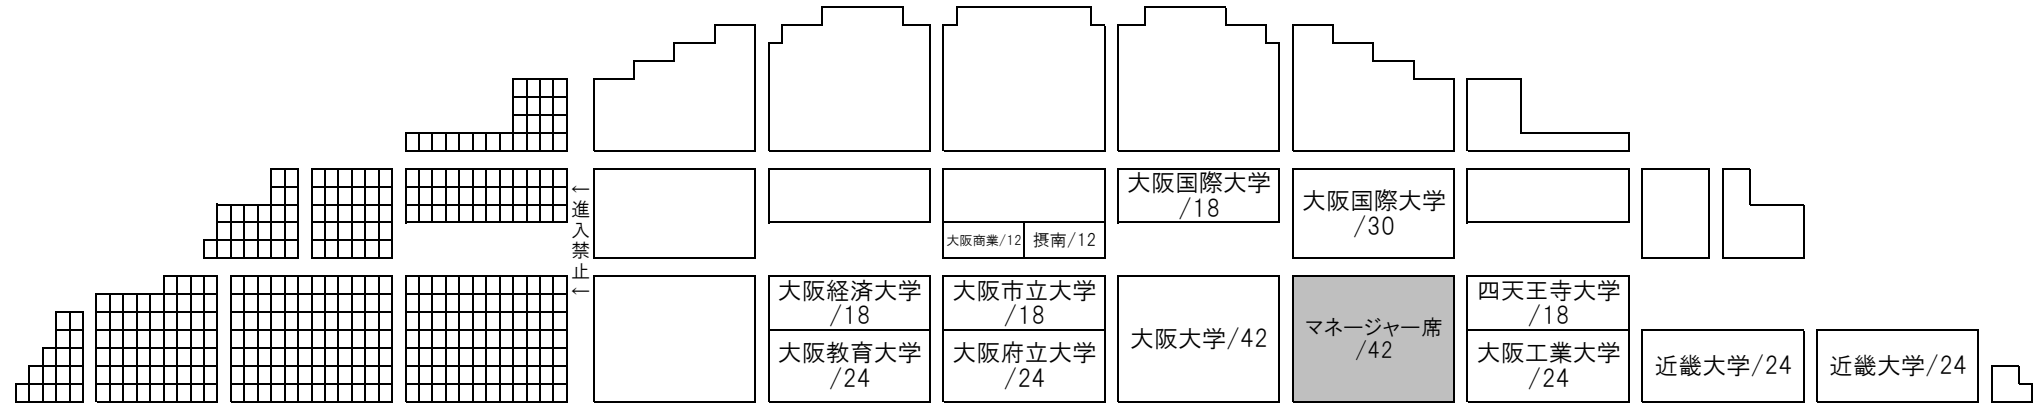 大阪国際大学
/18
大阪国際大学
/30
←進入禁止←
大阪商業/12
摂南/12
大阪経済大学
/18
大阪市立大学
/18
大阪大学/42
マネージャー席
/42
四天王寺大学
/18
大阪教育大学
/24
大阪府立大学
/24
大阪工業大学
/24
近畿大学/24
近畿大学/24